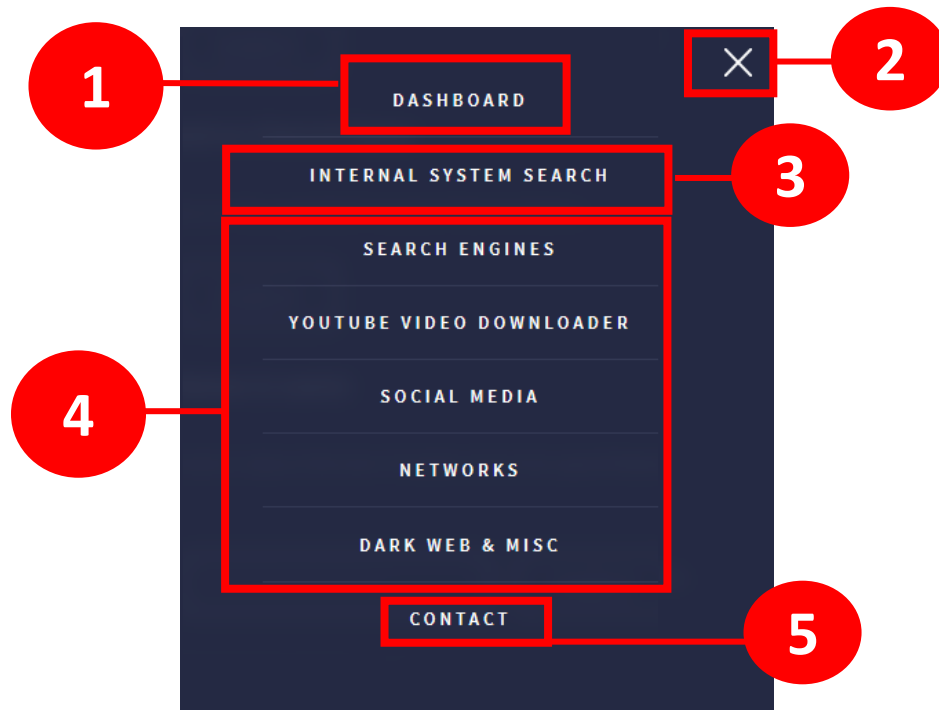 1
2
DASHBOARD
INTERNAL SYSTEM SEARCH
3
SEARCH ENGINES
YOUTUBE VIDEO DOWNLOADER
SOCIAL MEDIA
4
NETWORKS
DARK WEB & MISC
CONTACT
5